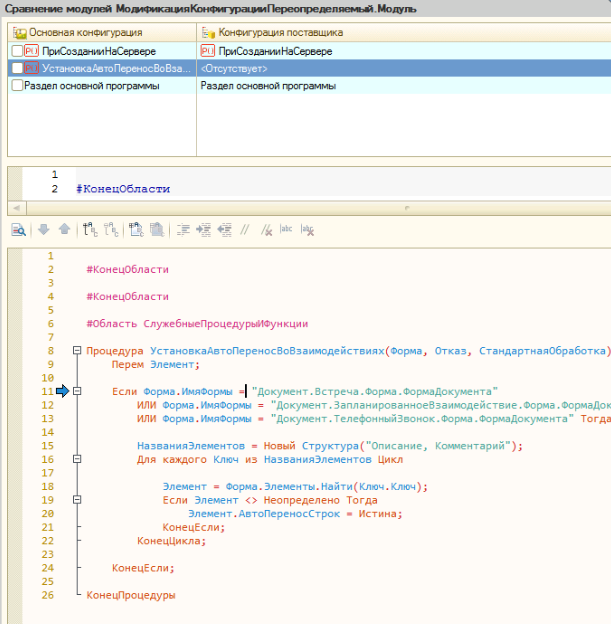 Сравнение модулей МодификацияКонфигурацииПереопределяемый.Модуль
Основная конфигурация
Конфигурация поставщика
ПриСозданииНаСервере
ПриСозданииНаСервере
УстановкаАвтоПереносВоВза...
<Отсутствует>
Раздел основной программы
Раздел основной программы
1
2 #КонецОбласти
1
2 #КонецОбласти
3
4 #КонецОбласти
5
6 #Область СлужебныеПроцедурыИФункции
7
8 Процедура УстановкаАвтоПереносВоВзаимодействиях(Форма, Отказ, СтандартнаяОбработка)
9 Перем Элемент;
10
11 Если Форма.ИмяФормы = "Документ.Встреча.Форма.ФормаДокумента"
12 ИЛИ Форма.ИмяФормы = "Документ.ЗапланированноеВзаимодействие.Форма.ФормаДок
13 ИЛИ Форма.ИмяФормы = "Документ.ТелефонныйЗвонок.Форма.ФормаДокумента" Тогда
14
15 НазванияЭлементов = Новый Структура("Описание, Комментарий");
16 Для каждого Ключ из НазванияЭлементов Цикл
17
18 Элемент = Форма.Элементы.Найти(Ключ.Ключ);
19 Если Элемент <> Неопределено Тогда
20 Элемент.АвтоПереносСтрок = Истина;
21 КонецЕсли;
22 КонецЦикла;
23
24 КонецЕсли;
25
26 КонецПроцедуры